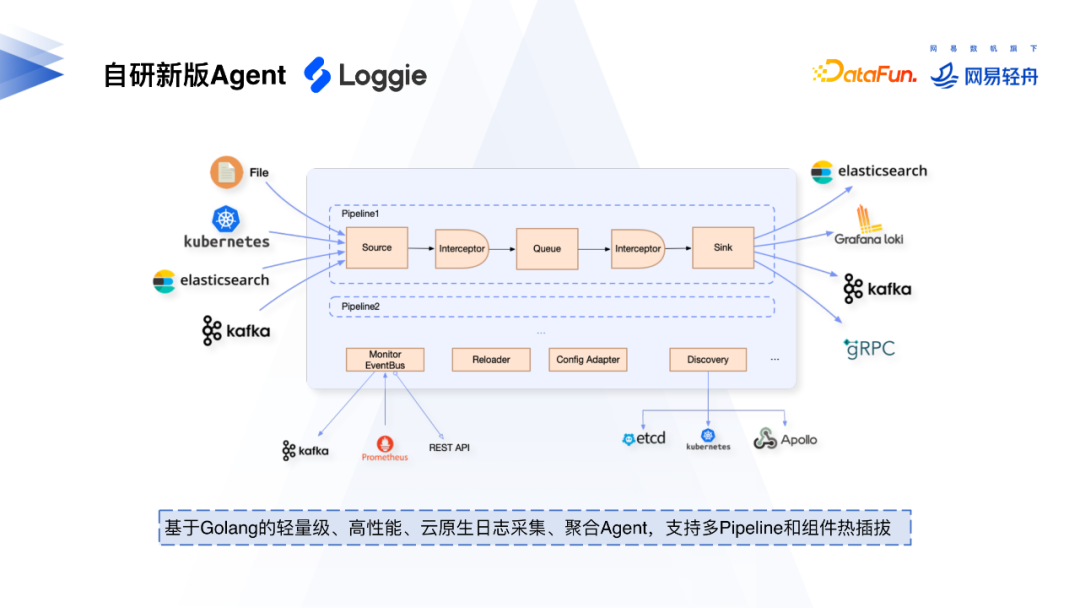 自研新版Agent Loggie
DataFun.
网易数帆旗下
网易轻舟
File
kubernetes
elasticsearch
kafka
Pipeline1
Source
Interceptor
Queue
Interceptor
Sink
Pipeline2
...
Monitor
EventBus
Reloader
Config Adapter
Discovery
...
elasticsearch
Grafana loki
kafka
gRPC
kafka
Prometheus
REST API
etcd
kubernetes
Apollo
基于Golang的轻量级、高性能、云原生日志采集、聚合Agent，支持多Pipeline和组件热插拔